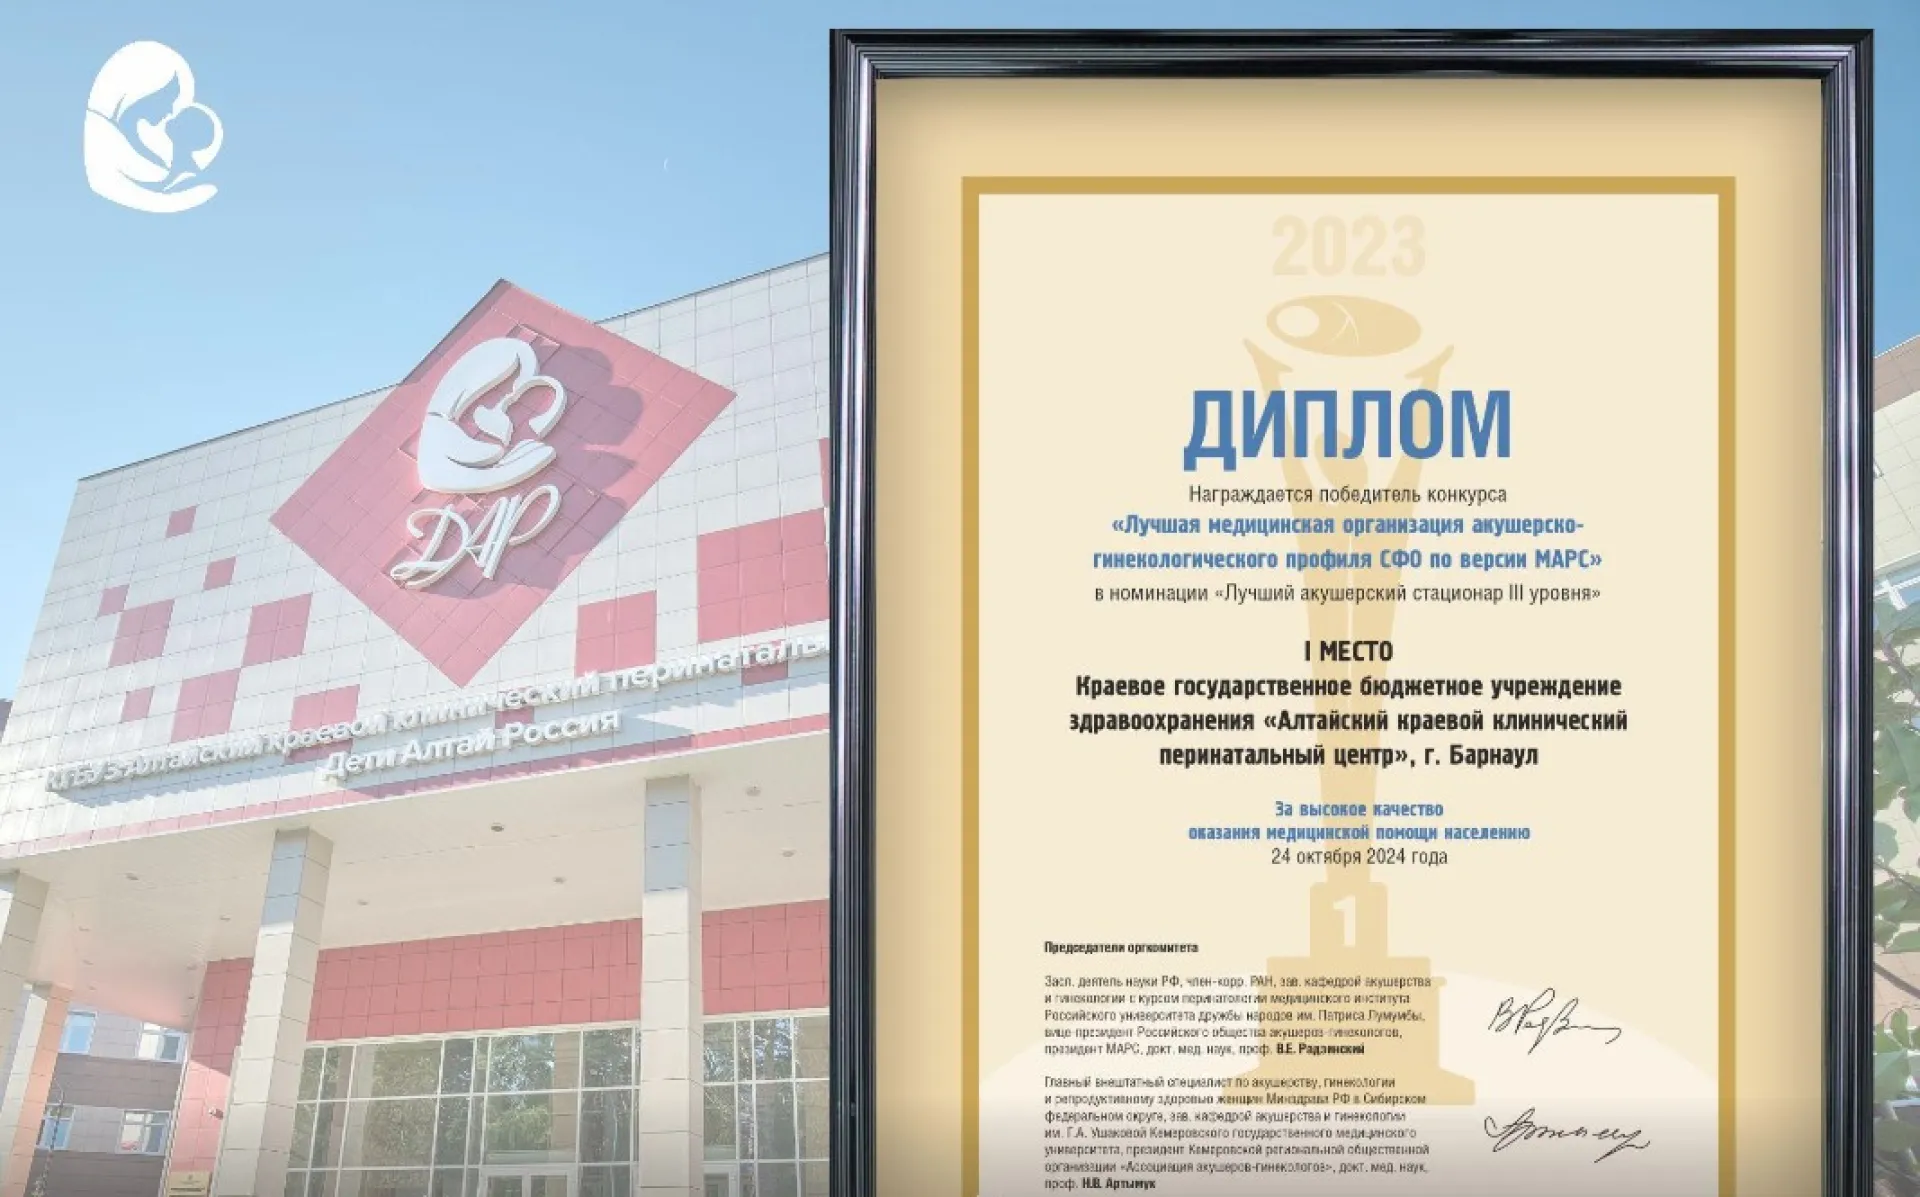 ДАР
КГБУЗ Алтайский краевой клинический перинатальн
Дети Алтай Россия
2023
ДИПЛОМ
Награждается победитель конкурса
«Лучшая медицинская организация акушерско-
гинекологического профиля СФО по версии МАРС»
в номинации «Лучший акушерский стационар III уровня»
I МЕСТО
Краевое государственное бюджетное учреждение
здравоохранения «Алтайский краевой клинический
перинатальный центр», г. Барнаул
За высокое качество
оказания медицинской помощи населению
24 октября 2024 года
1
Председатели оргкомитета
Засл. деятель науки РФ, член-корр. РАН, зав. кафедрой акушерства
и гинекологии с курсом перинатологии медицинского института
Российского университета дружбы народов им. Патриса Лумумбы,
вице-президент Российского общества акушеров-гинекологов,
президент МАРС, докт. мед. наук, проф. В.Е. Радзинский
Главный внештатный специалист по акушерству, гинекологии
и репродуктивному здоровью женщин Минздрава РФ в Сибирском
федеральном округе, зав. кафедрой акушерства и гинекологии
им. Г.А. Ушаковой Кемеровского государственного медицинского
университета, президент Кемеровской региональной общественной
организации «Ассоциация акушеров-гинекологов», докт. мед. наук,
проф. Н.В. Артымук